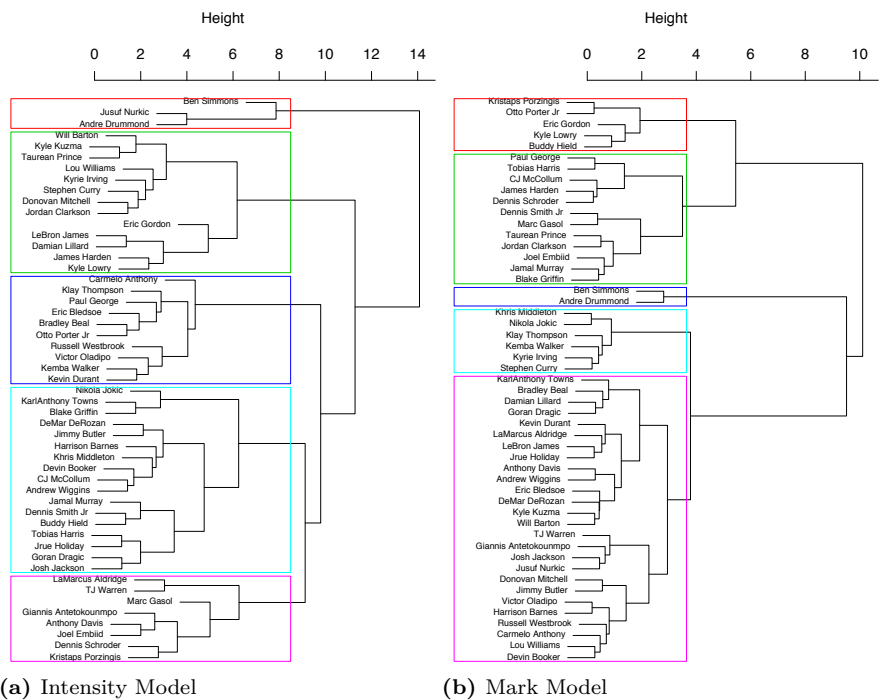 Height
0 2 4 6 8 10 12 14
Ben Simmons
Jusuf Nurkic
Andre Drummond
Will Barton
Kyle Kuzma
Taurean Prince
Lou Williams
Kyrie Irving
Stephen Curry
Donovan Mitchell
Jordan Clarkson
Eric Gordon
LeBron James
Damian Lillard
James Harden
Kyle Lowry
Carmelo Anthony
Klay Thompson
Paul George
Eric Bledsoe
Bradley Beal
Otto Porter Jr
Russell Westbrook
Victor Oladipo
Kemba Walker
Kevin Durant
Nikola Jokic
KarlAnthony Towns
Blake Griffin
DeMar DeRozan
Jimmy Butler
Harrison Barnes
Khris Middleton
Devin Booker
CJ McCollum
Andrew Wiggins
Jamal Murray
Dennis Smith Jr
Buddy Hield
Tobias Harris
Jrue Holiday
Goran Dragic
Josh Jackson
LaMarcus Aldridge
TJ Warren
Marc Gasol
Giannis Antetokounmpo
Anthony Davis
Joel Embiid
Dennis Schroder
Kristaps Porzingis
(a) Intensity Model
Height
0 2 4 6 8 10
Kristaps Porzingis
Otto Porter Jr
Eric Gordon
Kyle Lowry
Buddy Hield
Paul George
Tobias Harris
CJ McCollum
James Harden
Dennis Schroder
Dennis Smith Jr
Marc Gasol
Taurean Prince
Jordan Clarkson
Joel Embiid
Jamal Murray
Blake Griffin
Ben Simmons
Andre Drummond
Khris Middleton
Nikola Jokic
Klay Thompson
Kemba Walker
Kyrie Irving
Stephen Curry
KarlAnthony Towns
Bradley Beal
Damian Lillard
Goran Dragic
Kevin Durant
LaMarcus Aldridge
LeBron James
Jrue Holiday
Anthony Davis
Andrew Wiggins
Eric Bledsoe
DeMar DeRozan
Kyle Kuzma
Will Barton
TJ Warren
Giannis Antetokounmpo
Josh Jackson
Jusuf Nurkic
Donovan Mitchell
Jimmy Butler
Victor Oladipo
Harrison Barnes
Russell Westbrook
Carmelo Anthony
Lou Williams
Devin Booker
(b) Mark Model